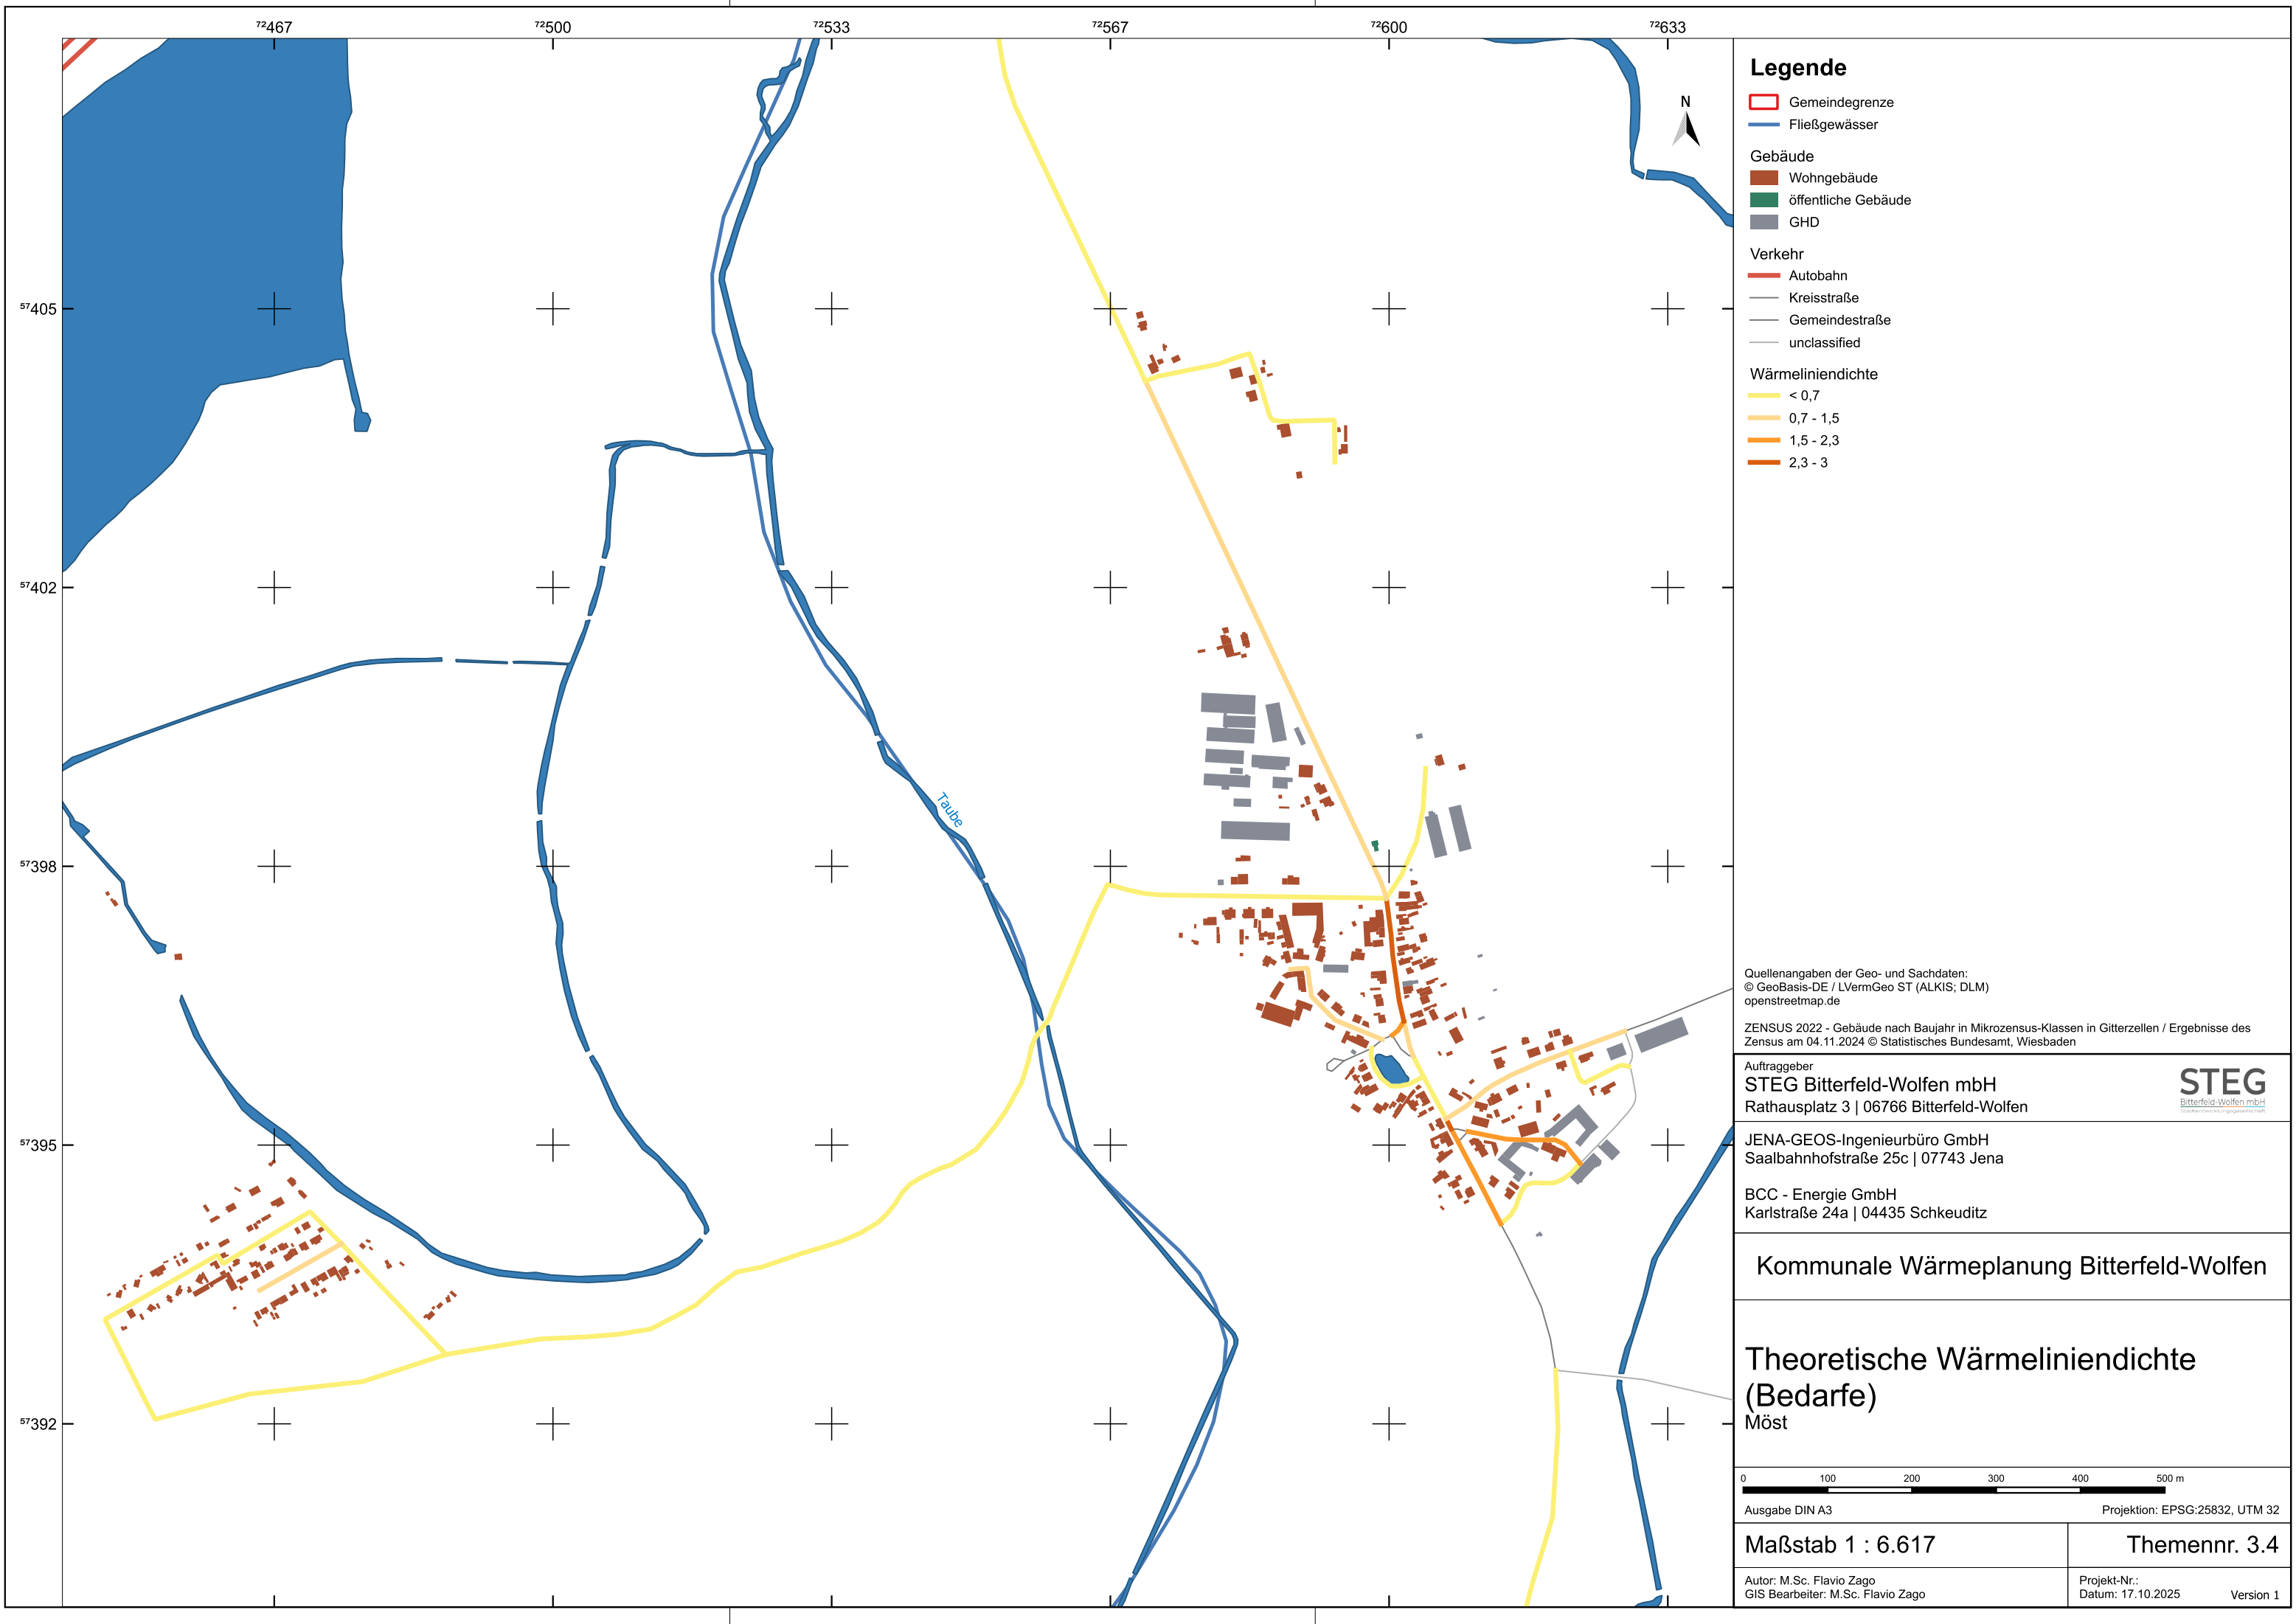 72467 72500 72533 72567 72600 72633
57405
57402
57398
57395
57392
N
Taube
Legende
Gemeindegrenze
Fließgewässer
Gebäude
Wohngebäude
öffentliche Gebäude
GHD
Verkehr
Autobahn
Kreisstraße
Gemeindestraße
unclassified
Wärmeliniendichte
< 0,7
0,7 - 1,5
1,5 - 2,3
2,3 - 3
Quellenangaben der Geo- und Sachdaten:
© GeoBasis-DE / LVermGeo ST (ALKIS; DLM)
openstreetmap.de
ZENSUS 2022 - Gebäude nach Baujahr in Mikrozensus-Klassen in Gitterzellen / Ergebnisse des
Zensus am 04.11.2024 © Statistisches Bundesamt, Wiesbaden
Auftraggeber
STEG Bitterfeld-Wolfen mbH
Rathausplatz 3 | 06766 Bitterfeld-Wolfen
STEG
Bitterfeld-Wolfen mbH
Stadtentwicklungsgesellschaft
JENA-GEOS-Ingenieurbüro GmbH
Saalbahnhofstraße 25c | 07743 Jena
BCC - Energie GmbH
Karlstraße 24a | 04435 Schkeuditz
Kommunale Wärmeplanung Bitterfeld-Wolfen
Theoretische Wärmeliniendichte
(Bedarfe)
Möst
0 100 200 300 400 500 m
Ausgabe DIN A3 Projektion: EPSG:25832, UTM 32
Maßstab 1 : 6.617 Themennr. 3.4
Autor: M.Sc. Flavio Zago
GIS Bearbeiter: M.Sc. Flavio Zago
Projekt-Nr.:
Datum: 17.10.2025 Version 1